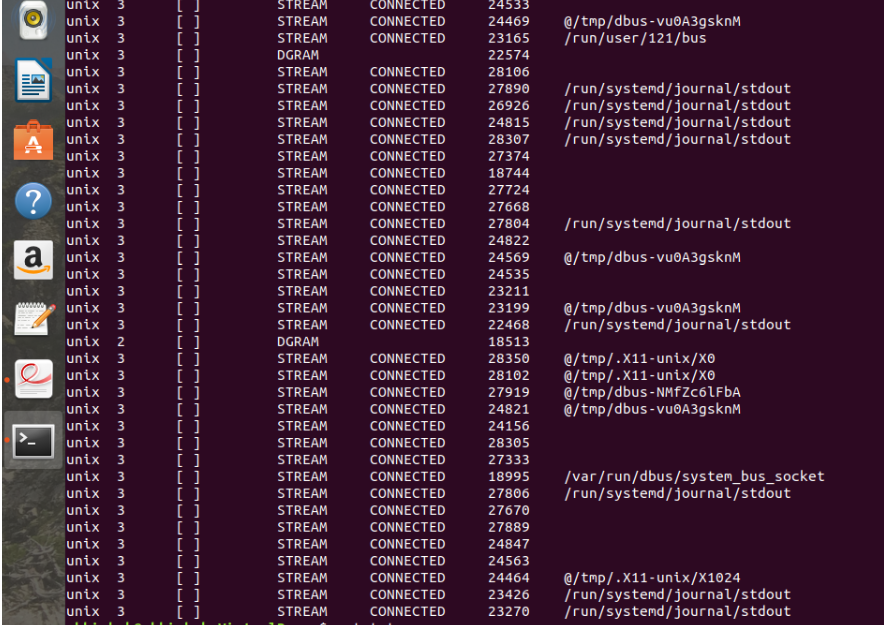 unix 3 [ ] STREAM CONNECTED 24533
unix 3 [ ] STREAM CONNECTED 24469 @/tmp/dbus-vu0A3gsknM
unix 3 [ ] STREAM CONNECTED 23165 /run/user/121/bus
unix 3 [ ] DGRAM 22574
unix 3 [ ] STREAM CONNECTED 28106
unix 3 [ ] STREAM CONNECTED 27890 /run/systemd/journal/stdout
unix 3 [ ] STREAM CONNECTED 26926 /run/systemd/journal/stdout
unix 3 [ ] STREAM CONNECTED 24815 /run/systemd/journal/stdout
unix 3 [ ] STREAM CONNECTED 28307 /run/systemd/journal/stdout
unix 3 [ ] STREAM CONNECTED 27374
unix 3 [ ] STREAM CONNECTED 18744
unix 3 [ ] STREAM CONNECTED 27724
unix 3 [ ] STREAM CONNECTED 27668
unix 3 [ ] STREAM CONNECTED 27804 /run/systemd/journal/stdout
unix 3 [ ] STREAM CONNECTED 24822
unix 3 [ ] STREAM CONNECTED 24569 @/tmp/dbus-vu0A3gsknM
unix 3 [ ] STREAM CONNECTED 24535
unix 3 [ ] STREAM CONNECTED 23211
unix 3 [ ] STREAM CONNECTED 23199 @/tmp/dbus-vu0A3gsknM
unix 3 [ ] STREAM CONNECTED 22468 /run/systemd/journal/stdout
unix 2 [ ] DGRAM 18513
unix 3 [ ] STREAM CONNECTED 28350 @/tmp/.X11-unix/X0
unix 3 [ ] STREAM CONNECTED 28102 @/tmp/.X11-unix/X0
unix 3 [ ] STREAM CONNECTED 27919 @/tmp/dbus-NMfZc6lFbA
unix 3 [ ] STREAM CONNECTED 24821 @/tmp/dbus-vu0A3gsknM
unix 3 [ ] STREAM CONNECTED 24156
unix 3 [ ] STREAM CONNECTED 28305
unix 3 [ ] STREAM CONNECTED 27333
unix 3 [ ] STREAM CONNECTED 18995 /var/run/dbus/system_bus_socket
unix 3 [ ] STREAM CONNECTED 27806 /run/systemd/journal/stdout
unix 3 [ ] STREAM CONNECTED 27670
unix 3 [ ] STREAM CONNECTED 27889
unix 3 [ ] STREAM CONNECTED 24847
unix 3 [ ] STREAM CONNECTED 24563
unix 3 [ ] STREAM CONNECTED 24464 @/tmp/.X11-unix/X1024
unix 3 [ ] STREAM CONNECTED 23426 /run/systemd/journal/stdout
unix 3 [ ] STREAM CONNECTED 23270 /run/systemd/journal/stdout